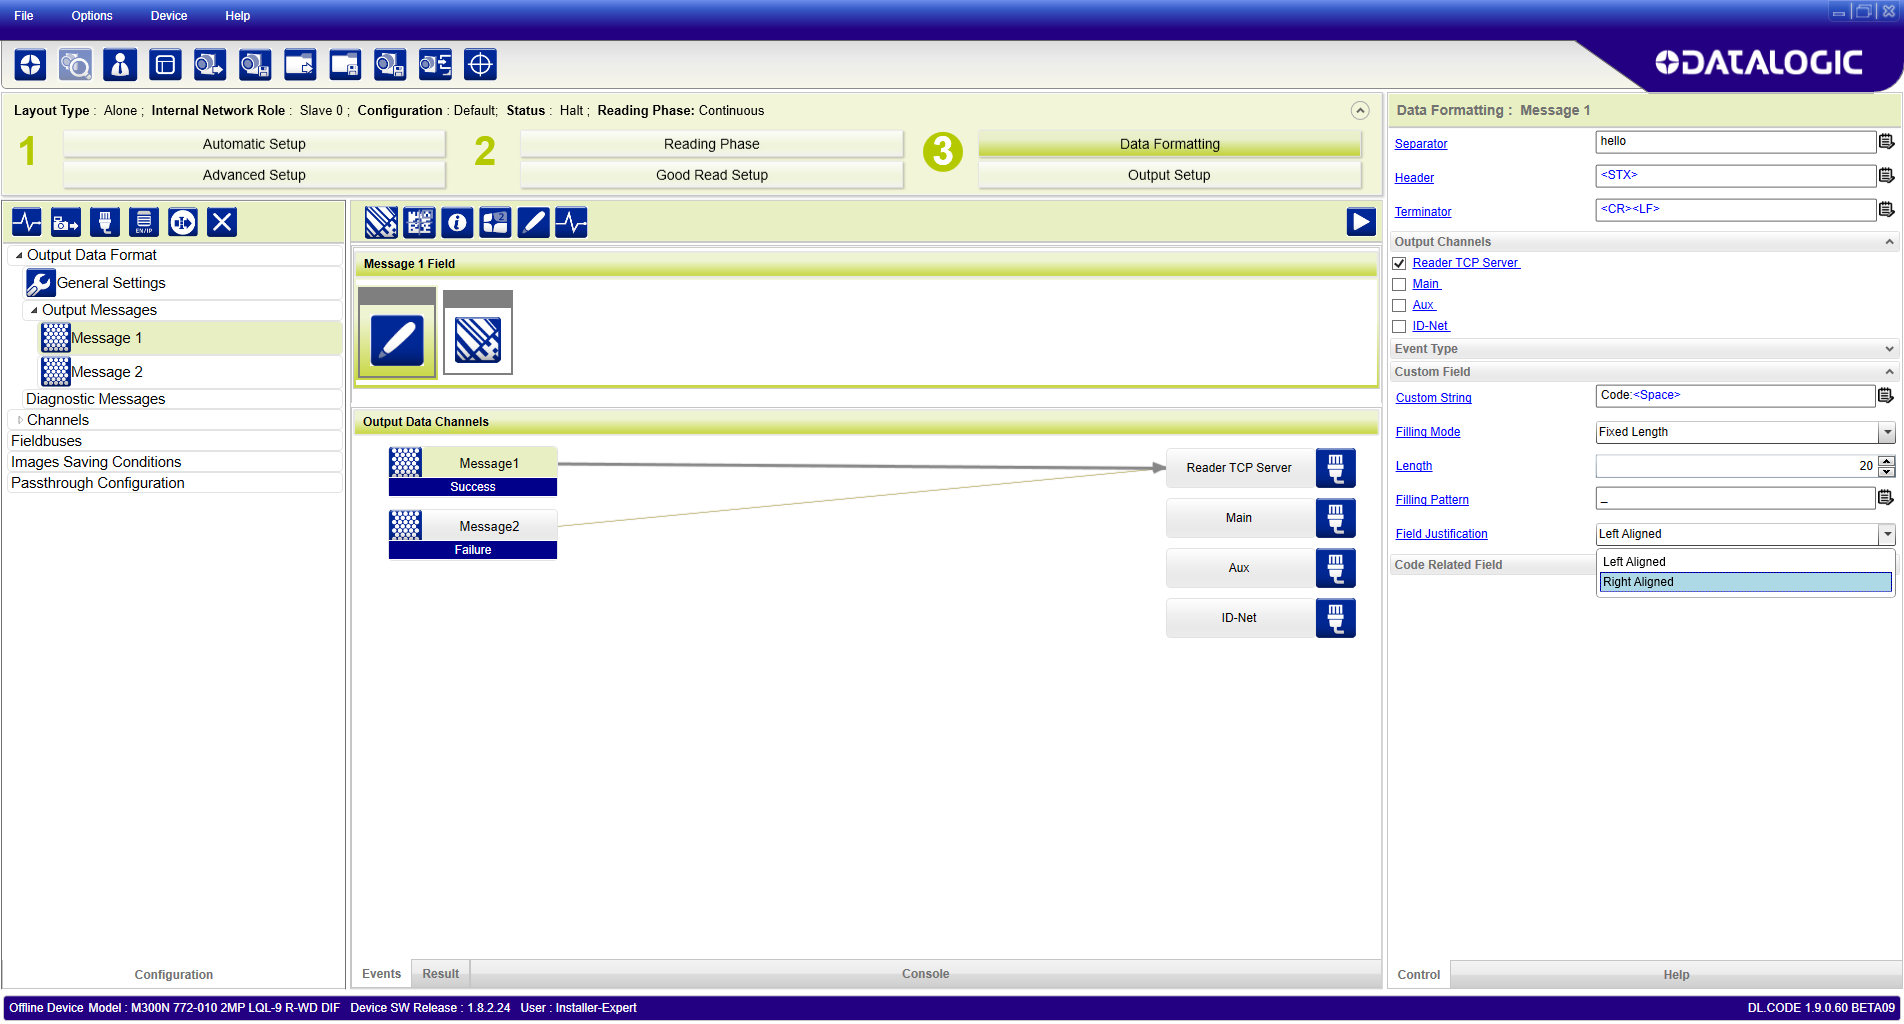 File Options Device Help
DATALOGIC
Layout Type : Alone ; Internal Network Role : Slave 0 ; Configuration : Default; Status : Halt ; Reading Phase: Continuous
1 Automatic Setup
Advanced Setup
2 Reading Phase
Good Read Setup
3 Data Formatting
Output Setup
EN/IP
Output Data Format
General Settings
Output Messages
Message 1
Message 2
Diagnostic Messages
Channels
Fieldbuses
Images Saving Conditions
Passthrough Configuration
Configuration
Message 1 Field
Output Data Channels
Message1
Success
Message2
Failure
Reader TCP Server
Main
Aux
ID-Net
Events Result Console
Data Formatting : Message 1
Separator hello
Header <STX>
Terminator <CR><LF>
Output Channels
Reader TCP Server
Main
Aux
ID-Net
Event Type
Custom Field
Custom String Code:<Space>
Filling Mode Fixed Length
Length 20
Filling Pattern _
Field Justification Left Aligned
Left Aligned
Right Aligned
Code Related Field
Control Help
Offline Device Model : M300N 772-010 2MP LQL-9 R-WD DIF Device SW Release : 1.8.2.24 User : Installer-Expert
DL.CODE 1.9.0.60 BETA09